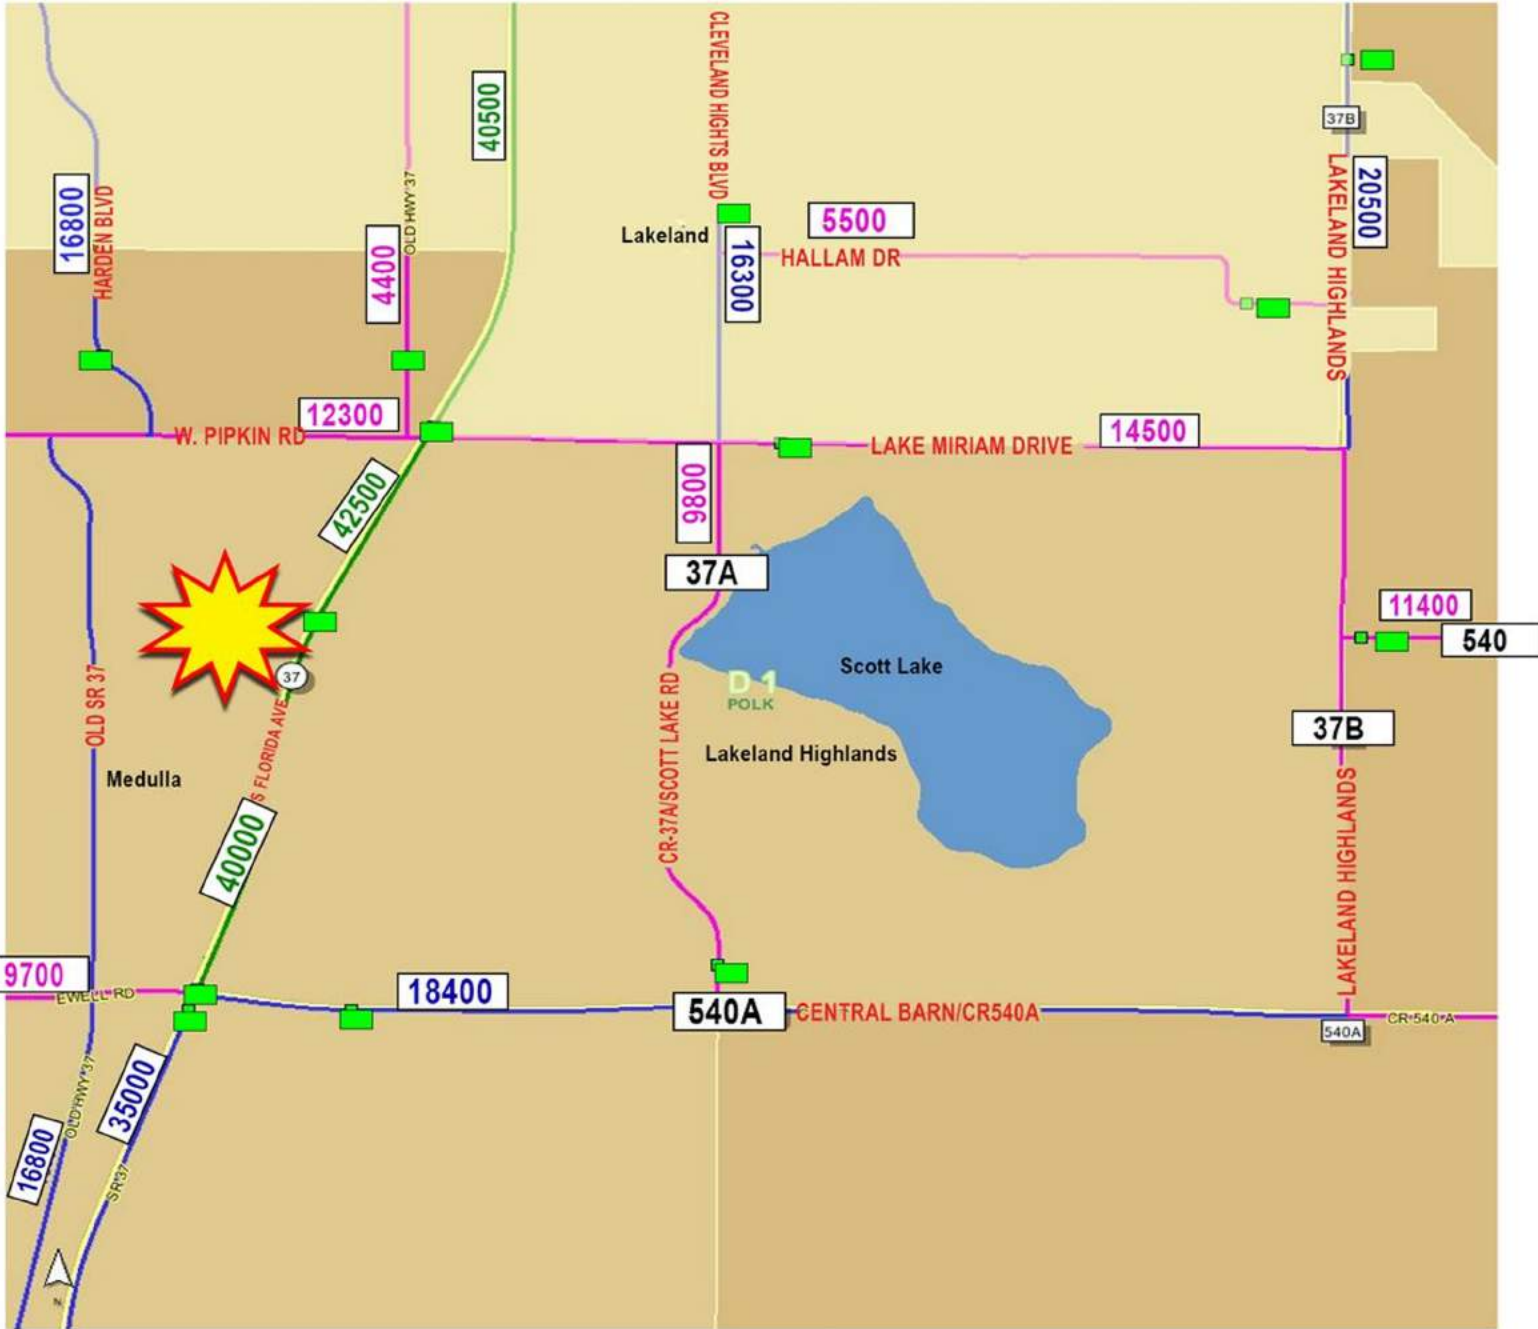 CLEVELAND HIGHTS BLVD
40500
37B
16800
HARDEN BLVD
OLD HWY 37
4400
Lakeland
16300
5500
HALLAM DR
LAKELAND HIGHLANDS
20500
12300
W. PIPKIN RD
LAKE MIRIAM DRIVE
14500
42500
9800
37A
11400
540
37
Scott Lake
D 1
POLK
OLD SR 37
S FLORIDA AVE
CR-37A/SCOTT LAKE RD
Lakeland Highlands
37B
Medulla
LAKELAND HIGHLANDS
40000
9700
EWELL RD
18400
540A
CENTRAL BARN/CR540A
CR 540 A
540A
OLD HWY 37
35000
16800
SR 37
N